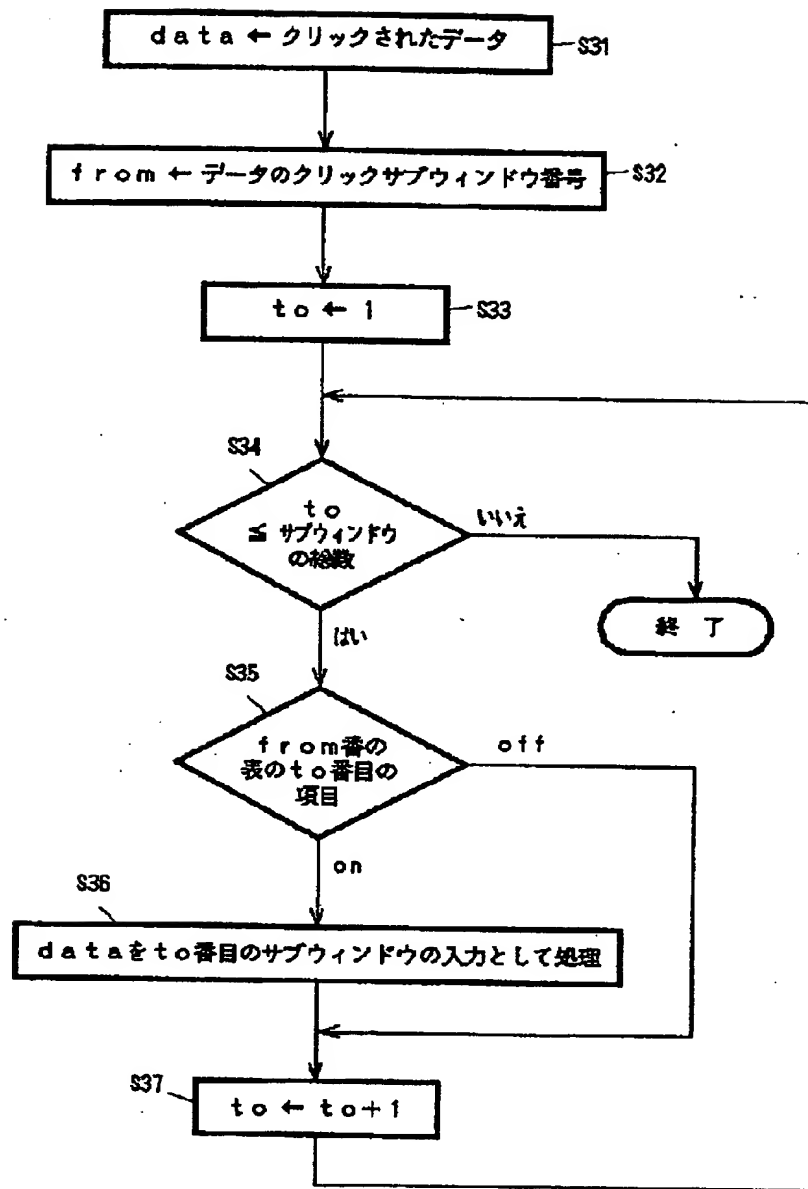 data ← クリックされたデータ
S31
from ← データのクリックサブウィンドウ番号
S32
to ← 1
S33
S34
to
≦ サブウィンドウ
の総数
いいえ
終 了
はい
S35
from番の
表のto番目の
項目
off
on
S36
dataをto番目のサブウィンドウの入力として処理
S37
to ← to+1